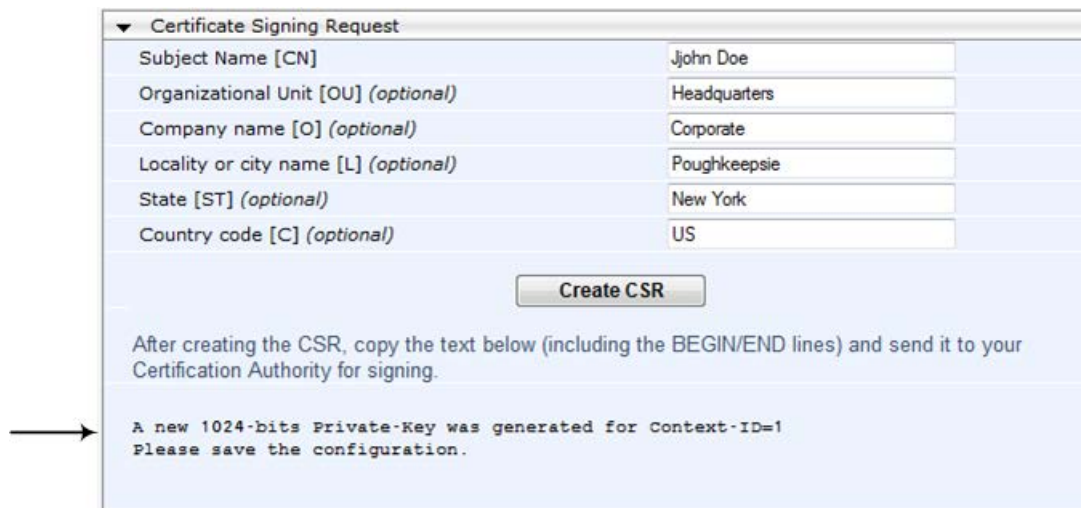 Certificate Signing Request
Subject Name [CN] Jjohn Doe
Organizational Unit [OU] (optional) Headquarters
Company name [O] (optional) Corporate
Locality or city name [L] (optional) Poughkeepsie
State [ST] (optional) New York
Country code [C] (optional) US
Create CSR
After creating the CSR, copy the text below (including the BEGIN/END lines) and send it to your
Certification Authority for signing.
A new 1024-bits Private-Key was generated for Context-ID=1
Please save the configuration.